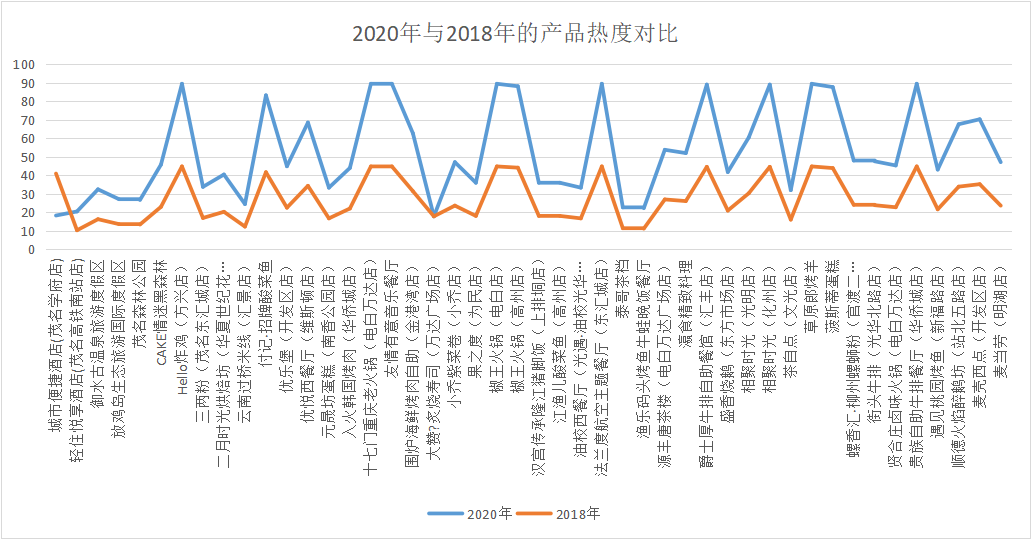 2020年与2018年的产品热度对比
100
90
80
70
60
50
40
30
20
10
0
城市便捷酒店(茂名学府店)
轻住悦享酒店(茂名高铁南站店)
御水古温泉旅游度假区
放鸡岛生态旅游国际度假区
茂名森林公园
CAKE情迷黑森林
Hello炸鸡（方兴店）
三两粉（茂名东汇城店）
二月时光烘焙坊（华夏世纪花…
云南过桥米线（汇景店）
付记-招牌酸菜鱼
优乐堡（开发区店）
优悦西餐厅（维斯顿店）
元晟坊蛋糕（南香公园店）
入火韩国烤肉（华侨城店）
十七门重庆老火锅（电白万达店）
友情有意音乐餐厅
围炉海鲜烤肉自助（金港湾店）
大赞?炙烧寿司（万达广场店）
小乔紫菜卷（小乔店）
果之度（为民店）
椒王火锅（电白店）
椒王火锅（高州店）
汉宫传承隆江猪脚饭（上排垌店）
江渔儿酸菜鱼（高州店）
油校西餐厅（光遇·油校光华…
法兰度航空主题餐厅（东汇城店）
泰哥茶档
渔乐码头烤鱼牛蛙晚饭餐厅
源丰唐茶楼（电白万达广场店）
瀛食精致料理
爵士厚牛排自助餐馆（汇丰店）
盛香烧鹅（东方市场店）
相聚时光（光明店）
相聚时光（化州店）
茶自点（文光店）
草原郎烤羊
波斯蒂蛋糕
螺香汇·柳州螺蛳粉（官渡二…
街头牛排（光华北路店）
贤合庄卤味火锅（电白万达店）
贵族自助牛排餐厅（华侨城店）
遇见桃园烤鱼（新福路店）
顺德火焰醉鹅坊（站北五路店）
麦壳西点（开发区店）
麦当劳（明湖店）
2020年
2018年